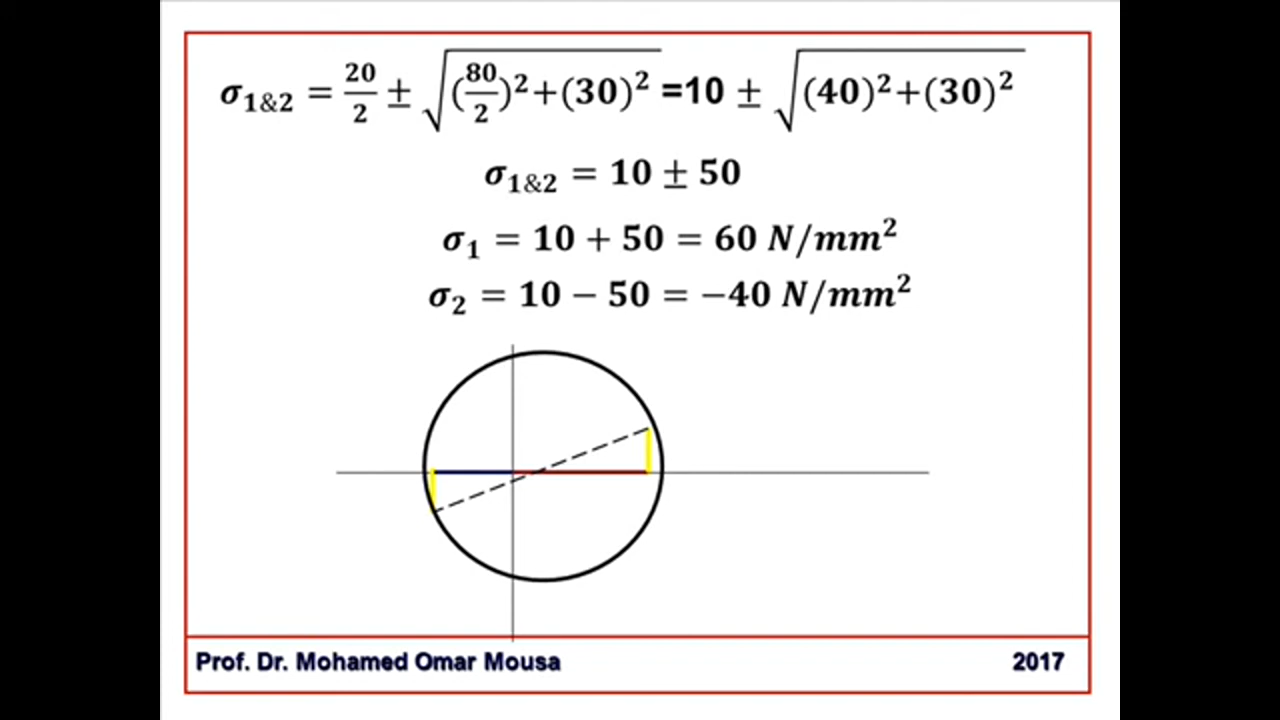 σ₁&₂ = 20/2 ± √((80/2)²+(30)²) =10 ± √((40)²+(30)²)
σ₁&₂ = 10 ± 50
σ₁ = 10 + 50 = 60 N/mm²
σ₂ = 10 − 50 = −40 N/mm²
Prof. Dr. Mohamed Omar Mousa 2017